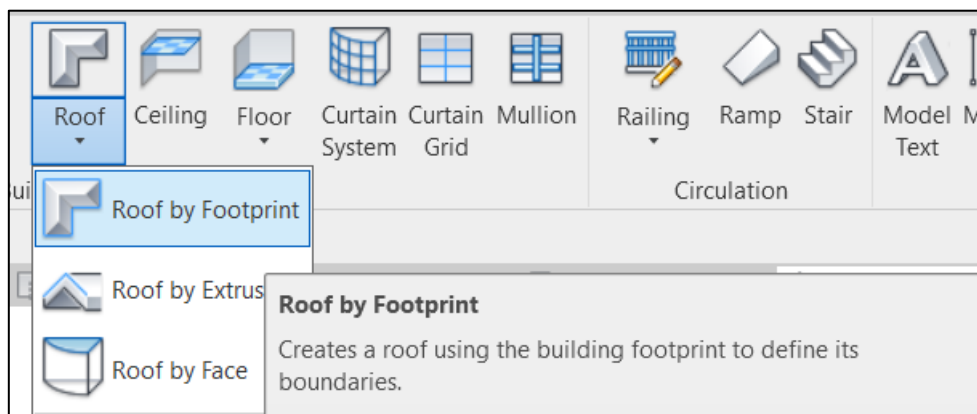 Roof
Ceiling
Floor
Curtain System
Curtain Grid
Mullion
Railing
Ramp
Stair
Model Text
M
Circulation
Roof by Footprint
Roof by Extrus
Roof by Face
Roof by Footprint
Creates a roof using the building footprint to define its
boundaries.